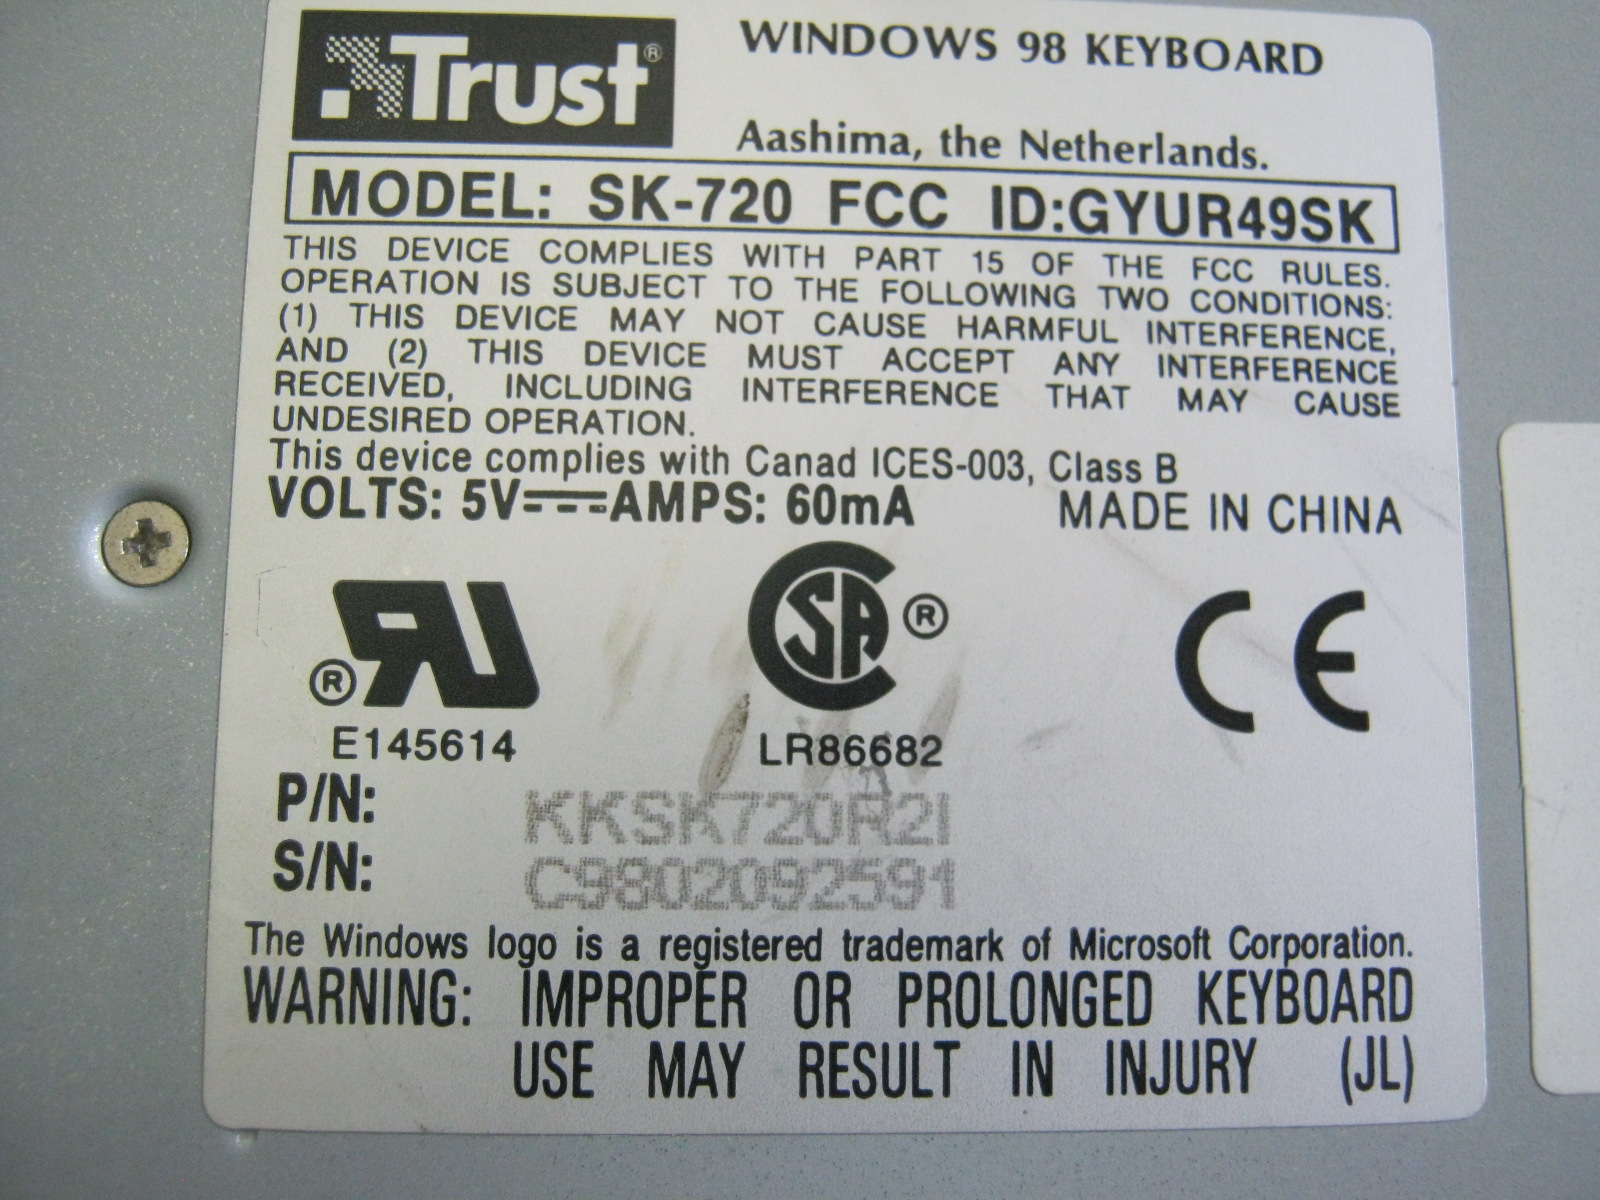 Trust®
WINDOWS 98 KEYBOARD
Aashima, the Netherlands.
MODEL: SK-720 FCC ID:GYUR49SK
THIS DEVICE COMPLIES WITH PART 15 OF THE FCC RULES.
OPERATION IS SUBJECT TO THE FOLLOWING TWO CONDITIONS:
(1) THIS DEVICE MAY NOT CAUSE HARMFUL INTERFERENCE,
AND (2) THIS DEVICE MUST ACCEPT ANY INTERFERENCE
RECEIVED, INCLUDING INTERFERENCE THAT MAY CAUSE
UNDESIRED OPERATION.
This device complies with Canad ICES-003, Class B
VOLTS: 5V⎓AMPS: 60mA MADE IN CHINA
®RU SA® CE
E145614 LR86682
P/N: KKSK720R2I
S/N: C9802092591
The Windows logo is a registered trademark of Microsoft Corporation.
WARNING: IMPROPER OR PROLONGED KEYBOARD
USE MAY RESULT IN INJURY (JL)